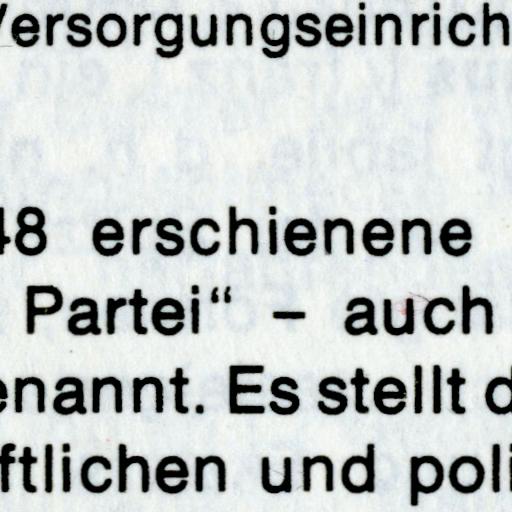 Versorgungseinrich
48 erschienene
Partei“ – auch
enannt. Es stellt d
ftlichen und poli